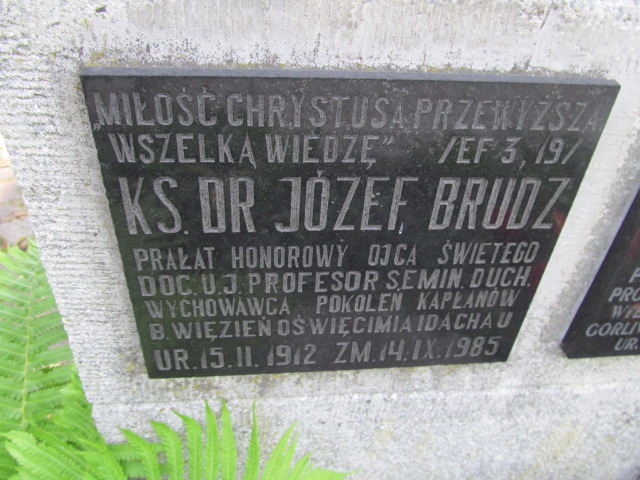 „MIŁOŚĆ CHRYSTUSA PRZEWYŻSZA
WSZELKĄ WIEDZĘ" /EF 3, 19/
KS. DR JÓZEF BRUDZ
PRAŁAT HONOROWY OJCA ŚWIĘTEGO
DOC. U.J. PROFESOR SEMIN. DUCH.
WYCHOWAWCA POKOLEŃ KAPŁANÓW
B. WIĘZIEŃ OŚWIĘCIMIA I DACHAU
UR. 15.II.1912 ZM. 14.IX.1985
UR.